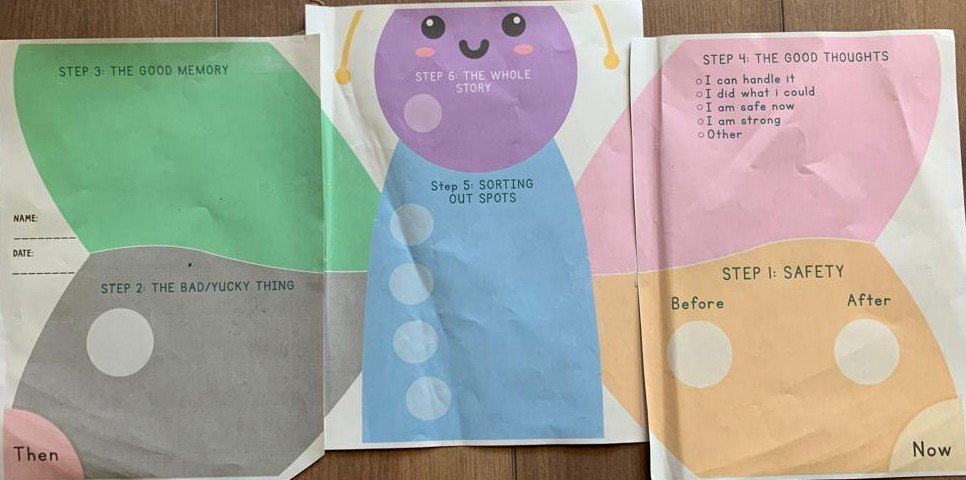 STEP 3: THE GOOD MEMORY
NAME:
DATE:
STEP 2: THE BAD/YUCKY THING
Then
STEP 6: THE WHOLE
STORY
Step 5: SORTING
OUT SPOTS
STEP 4: THE GOOD THOUGHTS
I can handle it
I did what i could
I am safe now
I am strong
Other
STEP 1: SAFETY
Before
After
Now